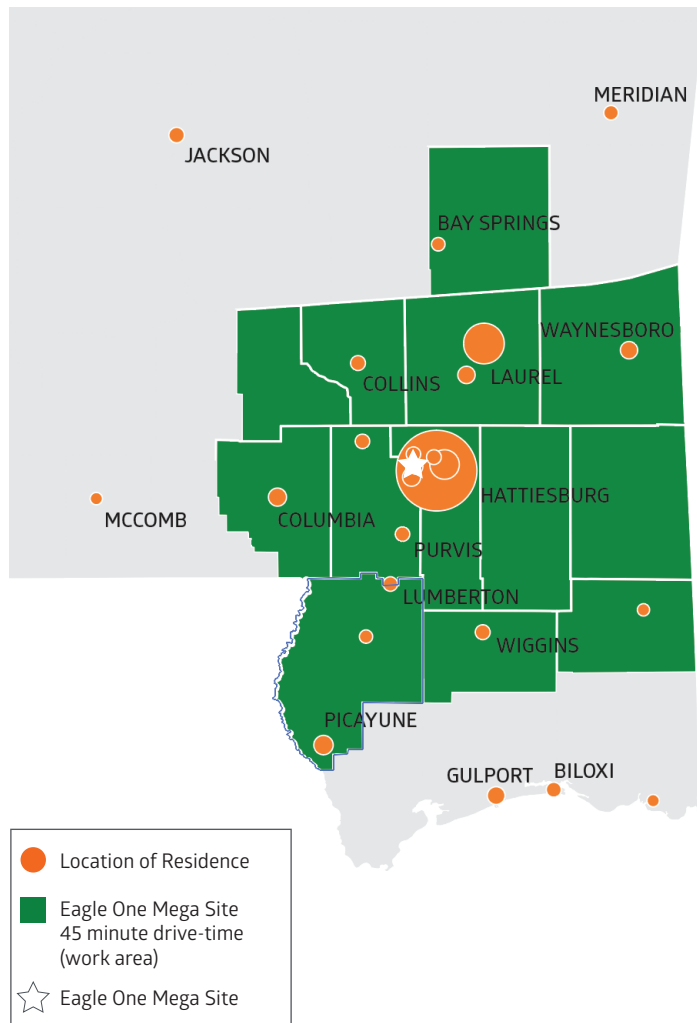 MERIDIAN
JACKSON
BAY SPRINGS
WAYNESBORO
COLLINS
LAUREL
HATTIESBURG
MCCOMB
COLUMBIA
PURVIS
LUMBERTON
WIGGINS
PICAYUNE
GULPORT
BILOXI
Location of Residence
Eagle One Mega Site
45 minute drive-time
(work area)
Eagle One Mega Site